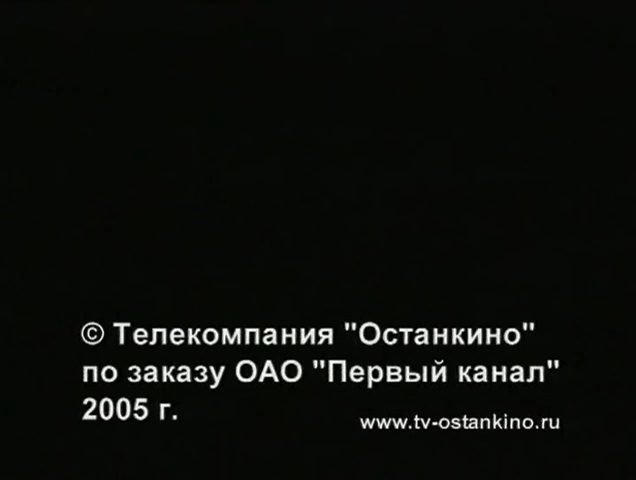 © Телекомпания "Останкино"
по заказу ОАО "Первый канал"
2005 г.
www.tv-ostankino.ru